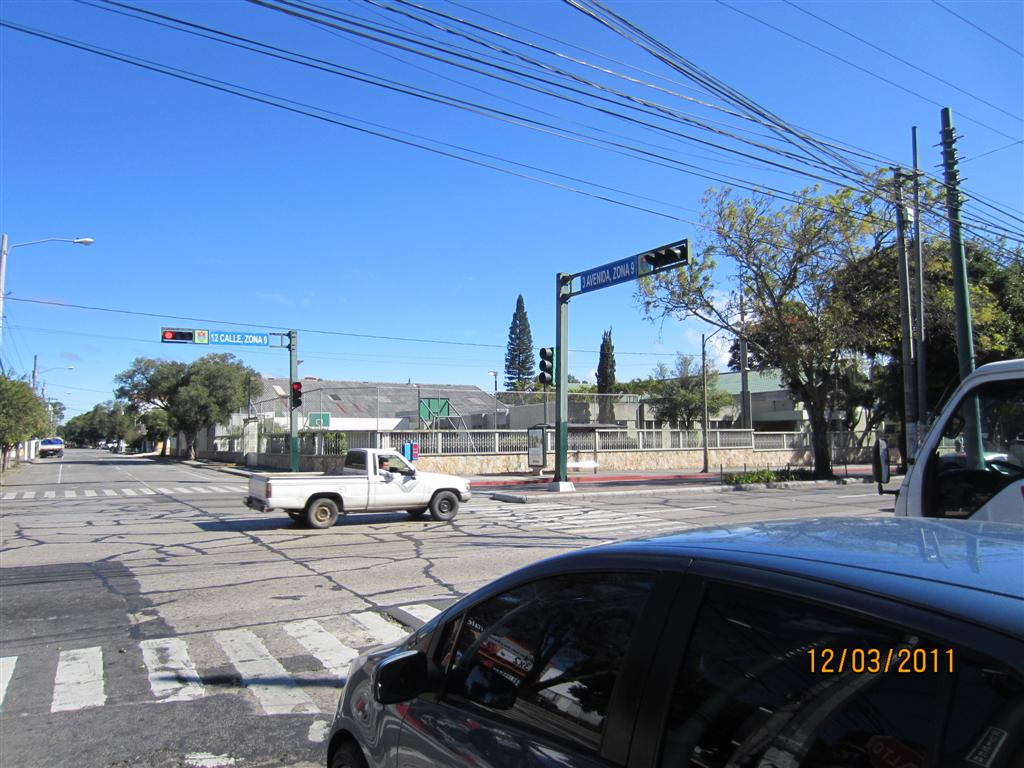 3 AVENIDA, ZONA 9
12 CALLE, ZONA 9
12/03/2011